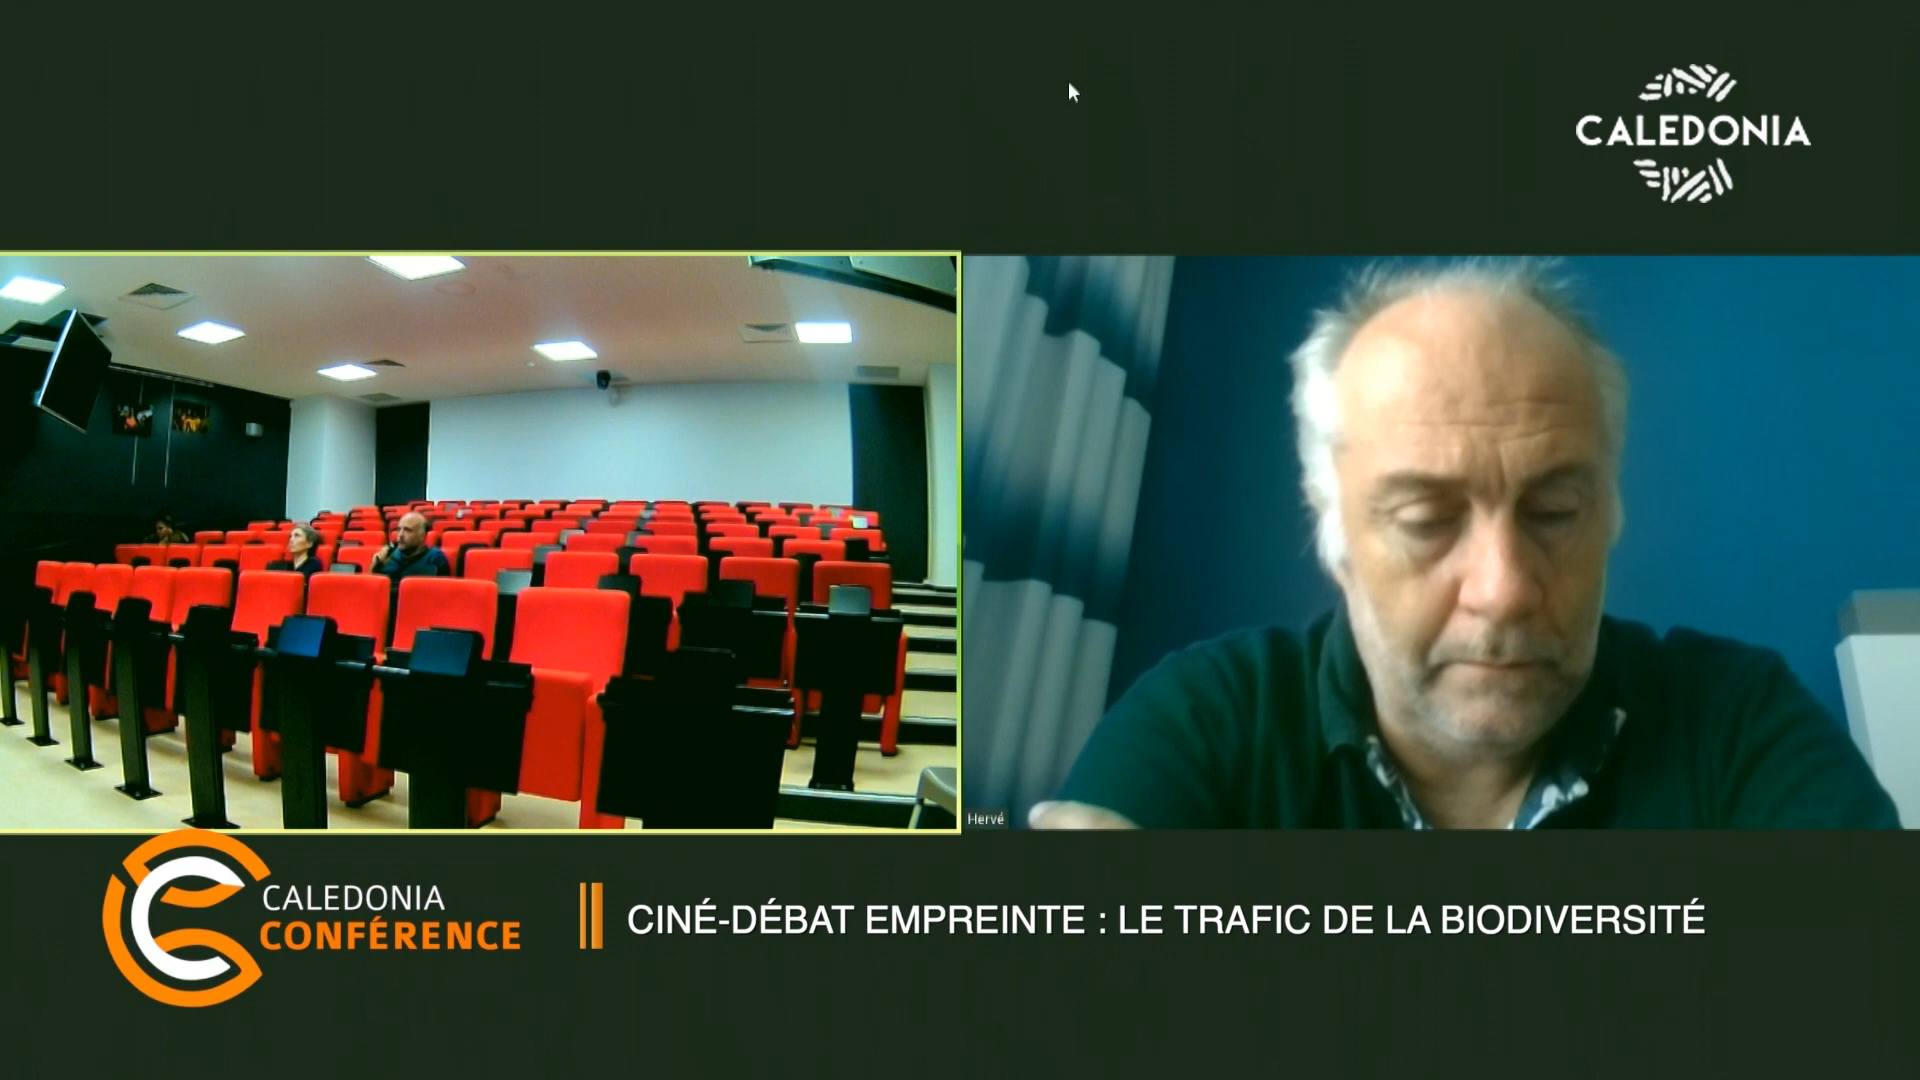 CALEDONIA
Hervé
CALEDONIA
CONFÉRENCE
CINÉ-DÉBAT EMPREINTE : LE TRAFIC DE LA BIODIVERSITÉ